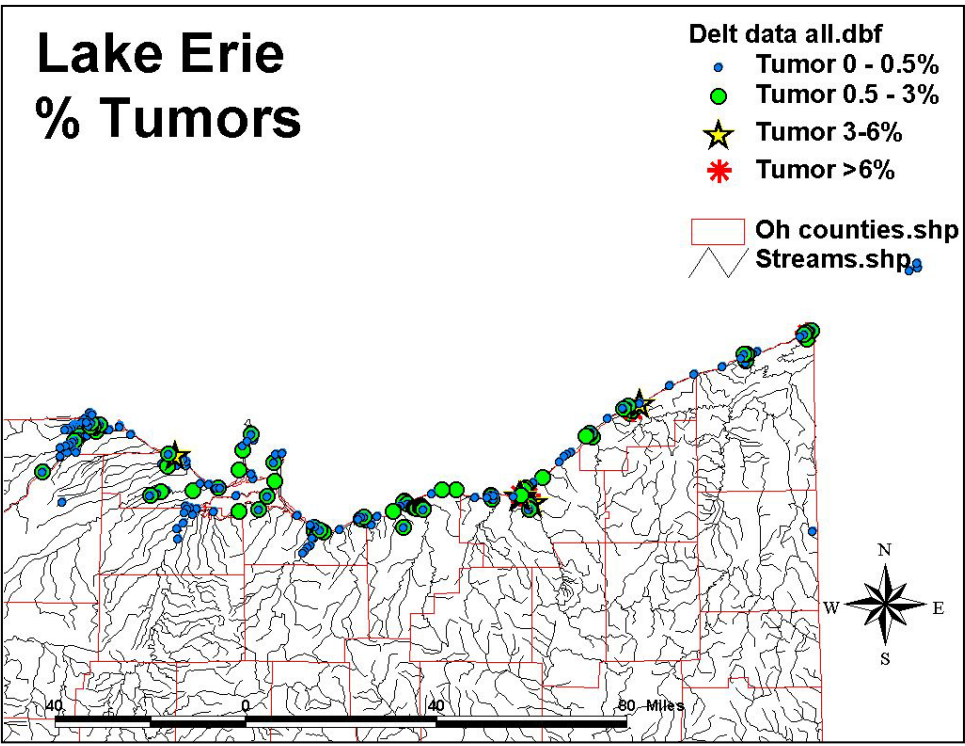 Lake Erie
% Tumors
Delt data all.dbf
Tumor 0 - 0.5%
Tumor 0.5 - 3%
Tumor 3-6%
Tumor >6%
Oh counties.shp
Streams.shp
N
W E
S
40 0 40 80 Miles